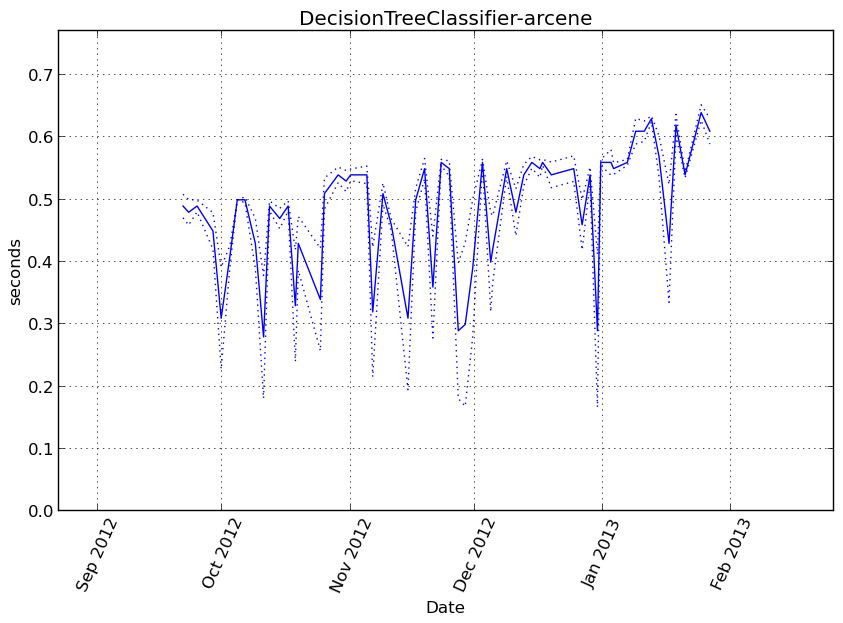 DecisionTreeClassifier-arcene
0.7
0.6
0.5
0.4
0.3
0.2
0.1
0.0
seconds
Sep 2012
Oct 2012
Nov 2012
Dec 2012
Jan 2013
Feb 2013
Date